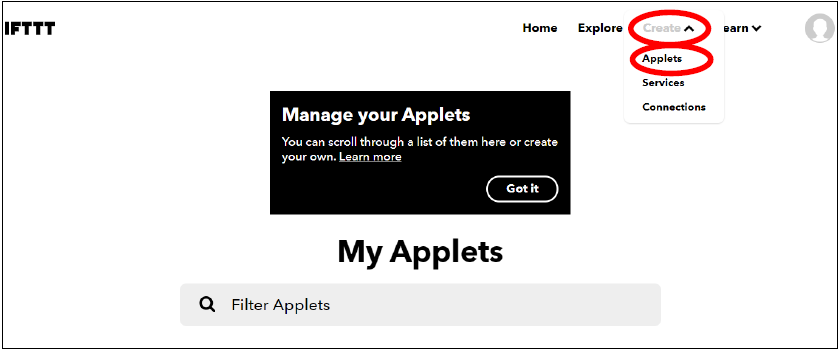 IFTTT
Home Explore Create earn
Applets
Services
Connections
Manage your Applets
You can scroll through a list of them here or create
your own. Learn more
Got it
My Applets
Filter Applets